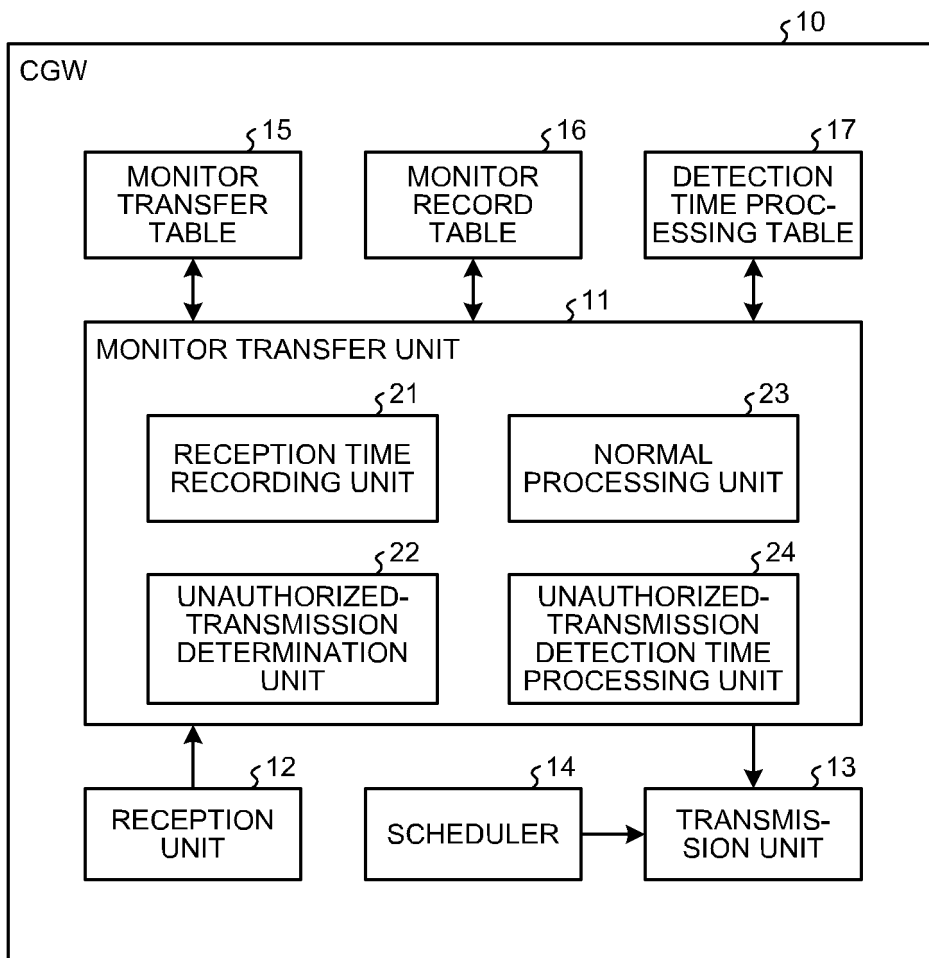 10
CGW
15
MONITOR
TRANSFER
TABLE
16
MONITOR
RECORD
TABLE
17
DETECTION
TIME PROC-
ESSING TABLE
11
MONITOR TRANSFER UNIT
21
RECEPTION TIME
RECORDING UNIT
23
NORMAL
PROCESSING UNIT
22
UNAUTHORIZED-
TRANSMISSION
DETERMINATION
UNIT
24
UNAUTHORIZED-
TRANSMISSION
DETECTION TIME
PROCESSING UNIT
12
RECEPTION
UNIT
14
SCHEDULER
13
TRANSMIS-
SION UNIT